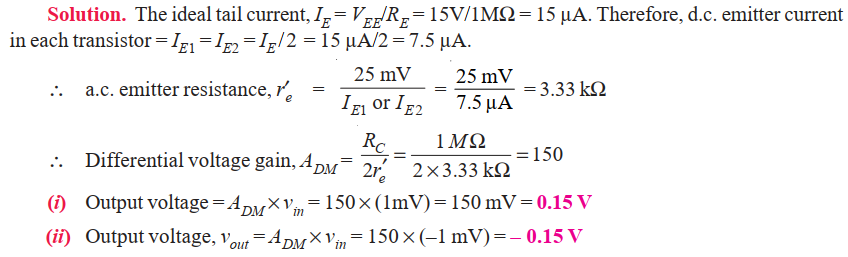 Solution. The ideal tail current, I_E = V_EE/R_E = 15V/1MΩ = 15 μA. Therefore, d.c. emitter current
in each transistor = I_E1 = I_E2 = I_E/2 = 15 μA/2 = 7.5 μA.
∴ a.c. emitter resistance, r′_e = 25 mV / (I_E1 or I_E2) = 25 mV / 7.5 μA = 3.33 kΩ
∴ Differential voltage gain, A_DM = R_C / 2r′_e = 1 MΩ / (2 × 3.33 kΩ) = 150
(i) Output voltage = A_DM × v_in = 150 × (1mV) = 150 mV = 0.15 V
(ii) Output voltage, v_out = A_DM × v_in = 150 × (–1 mV) = – 0.15 V